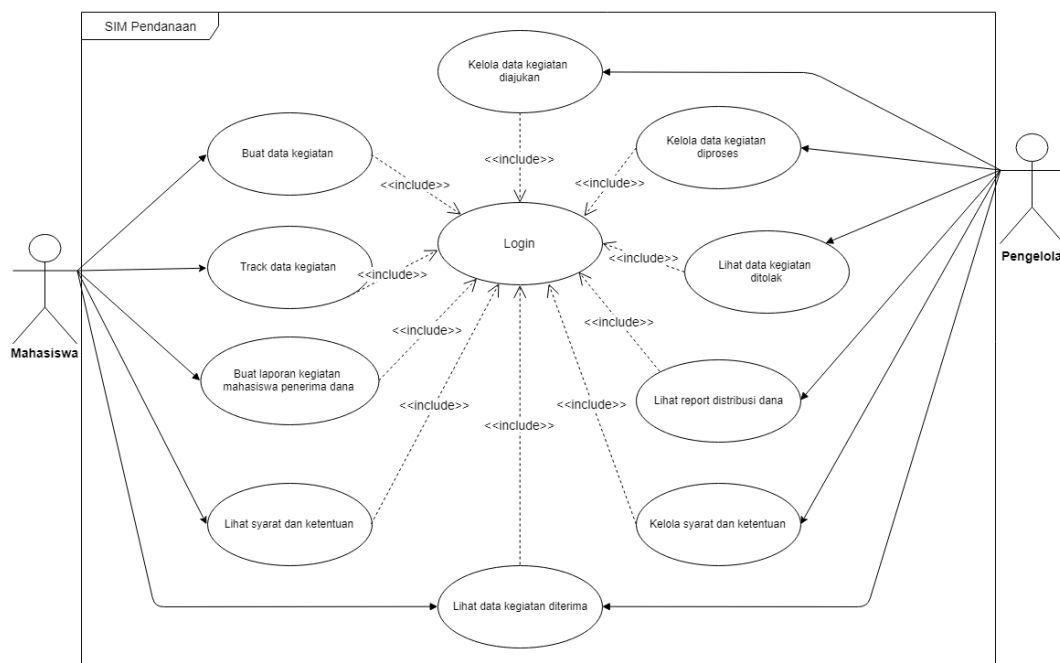 SIM Pendanaan
Kelola data kegiatan
diajukan
Buat data kegiatan
<<include>>
Kelola data kegiatan
diproses
<<include>>
<<include>>
Login
Track data kegiatan
<<include>>
<<include>>
Lihat data kegiatan
ditolak
Pengelola
Mahasiswa
<<include>>
<<include>>
Buat laporan kegiatan
mahasiswa penerima dana
<<include>>
<<include>>
<<include>>
Lihat report distribusi dana
Lihat syarat dan ketentuan
Kelola syarat dan ketentuan
Lihat data kegiatan diterima